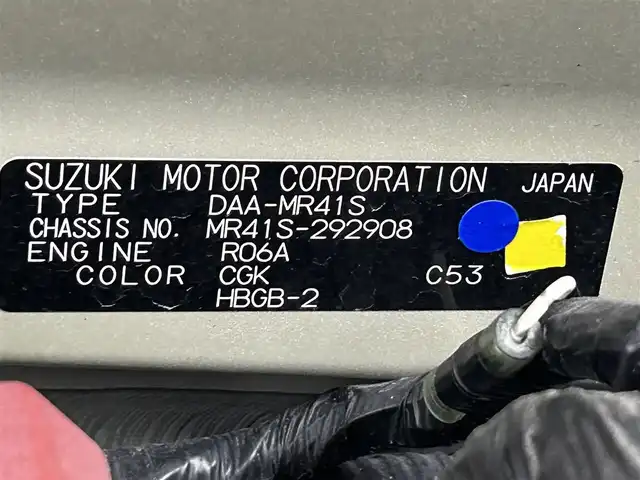 SUZUKI MOTOR CORPORATION JAPAN
TYPE DAA-MR41S
CHASSIS NO. MR41S-292908
ENGINE R06A
COLOR CGK C53
HBGB-2